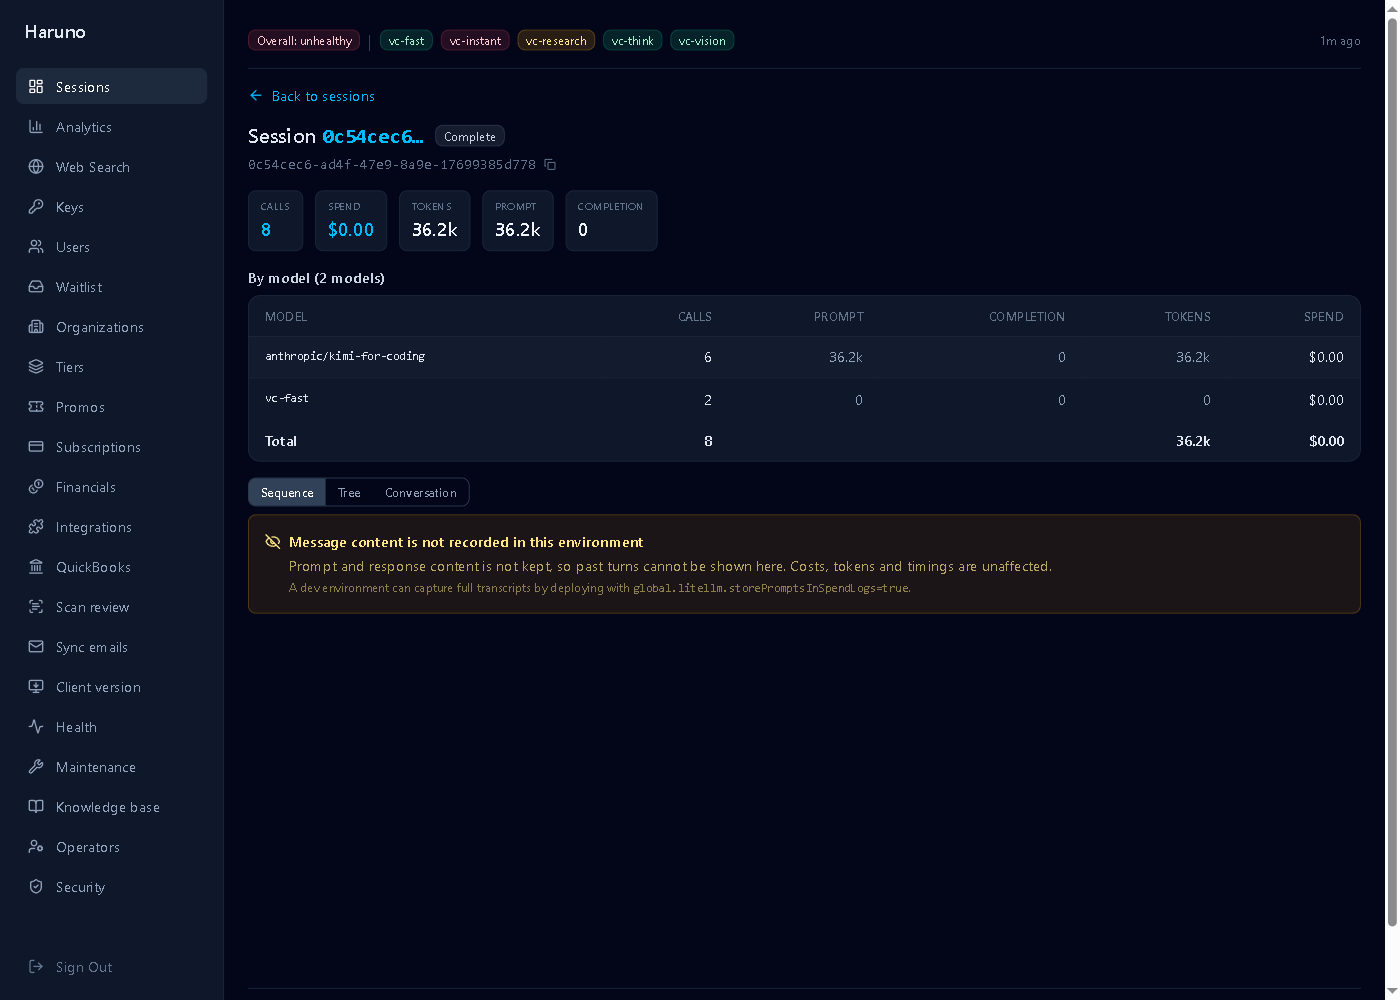 Haruno
Sessions
Analytics
Web Search
Keys
Users
Waitlist
Organizations
Tiers
Promos
Subscriptions
Financials
Integrations
QuickBooks
Scan review
Sync emails
Client version
Health
Maintenance
Knowledge base
Operators
Security
Sign Out
Overall: unhealthy | vc-fast vc-instant vc-research vc-think vc-vision 1m ago
Back to sessions
Session 0c54cec6… Complete
0c54cec6-ad4f-47e9-8a9e-17699385d778
CALLS SPEND TOKENS PROMPT COMPLETION
8 $0.00 36.2k 36.2k 0
By model (2 models)
MODEL CALLS PROMPT COMPLETION TOKENS SPEND
anthropic/kimi-for-coding 6 36.2k 0 36.2k $0.00
vc-fast 2 0 0 0 $0.00
Total 8 36.2k $0.00
Sequence Tree Conversation
Message content is not recorded in this environment
Prompt and response content is not kept, so past turns cannot be shown here. Costs, tokens and timings are unaffected.
A dev environment can capture full transcripts by deploying with global.litellm.storePromptsInSpendLogs=true.